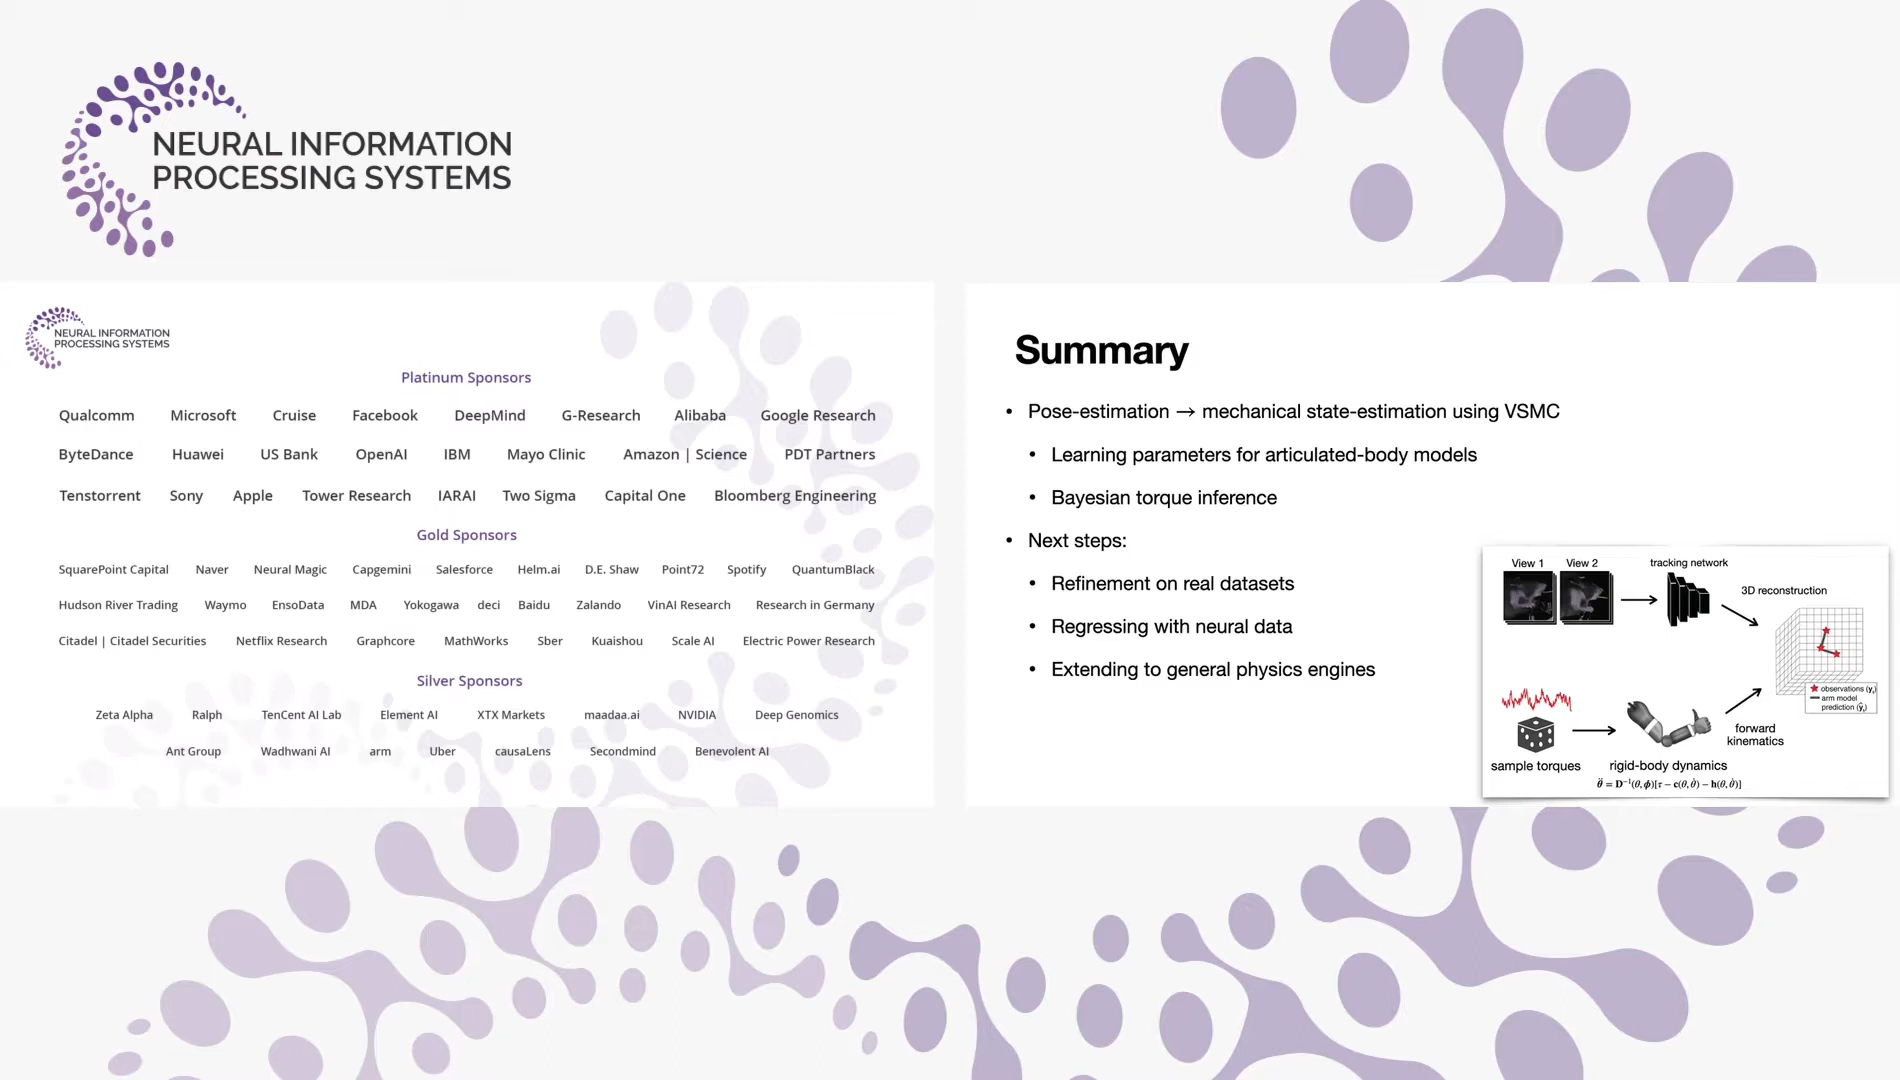 NEURAL INFORMATION
PROCESSING SYSTEMS
NEURAL INFORMATION
PROCESSING SYSTEMS
Platinum Sponsors
Qualcomm Microsoft Cruise Facebook DeepMind G-Research Alibaba Google Research
ByteDance Huawei US Bank OpenAI IBM Mayo Clinic Amazon | Science PDT Partners
Tenstorrent Sony Apple Tower Research IARAI Two Sigma Capital One Bloomberg Engineering
Gold Sponsors
SquarePoint Capital Naver Neural Magic Capgemini Salesforce Helm.ai D.E. Shaw Point72 Spotify QuantumBlack
Hudson River Trading Waymo EnsoData MDA Yokogawa deci Baidu Zalando VinAI Research Research in Germany
Citadel | Citadel Securities Netflix Research Graphcore MathWorks Sber Kuaishou Scale AI Electric Power Research
Silver Sponsors
Zeta Alpha Ralph TenCent AI Lab Element AI XTX Markets maadaa.ai NVIDIA Deep Genomics
Ant Group Wadhwani AI arm Uber causaLens Secondmind Benevolent AI
Summary
• Pose-estimation → mechanical state-estimation using VSMC
• Learning parameters for articulated-body models
• Bayesian torque inference
• Next steps:
• Refinement on real datasets
• Regressing with neural data
• Extending to general physics engines
View 1 View 2
tracking network
3D reconstruction
observations (yₜ)
arm model
prediction (ŷₜ)
forward
kinematics
sample torques
rigid-body dynamics
θ̈ = D⁻¹(θ, ϕ)[τ − c(θ, θ̇) − h(θ, θ̇)]